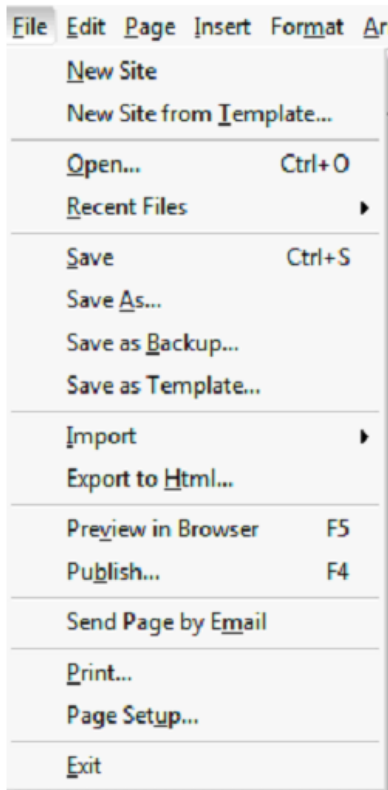 File Edit Page Insert Format Ar
New Site
New Site from Template...
Open... Ctrl+O
Recent Files
Save Ctrl+S
Save As...
Save as Backup...
Save as Template...
Import
Export to Html...
Preview in Browser F5
Publish... F4
Send Page by Email
Print...
Page Setup...
Exit